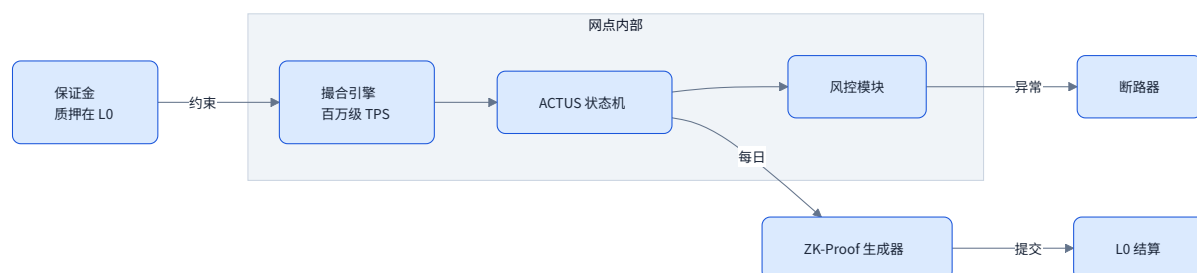 网点内部
保证金
质押在 L0
约束
撮合引擎
百万级 TPS
ACTUS 状态机
风控模块
异常
断路器
每日
ZK-Proof 生成器
提交
L0 结算